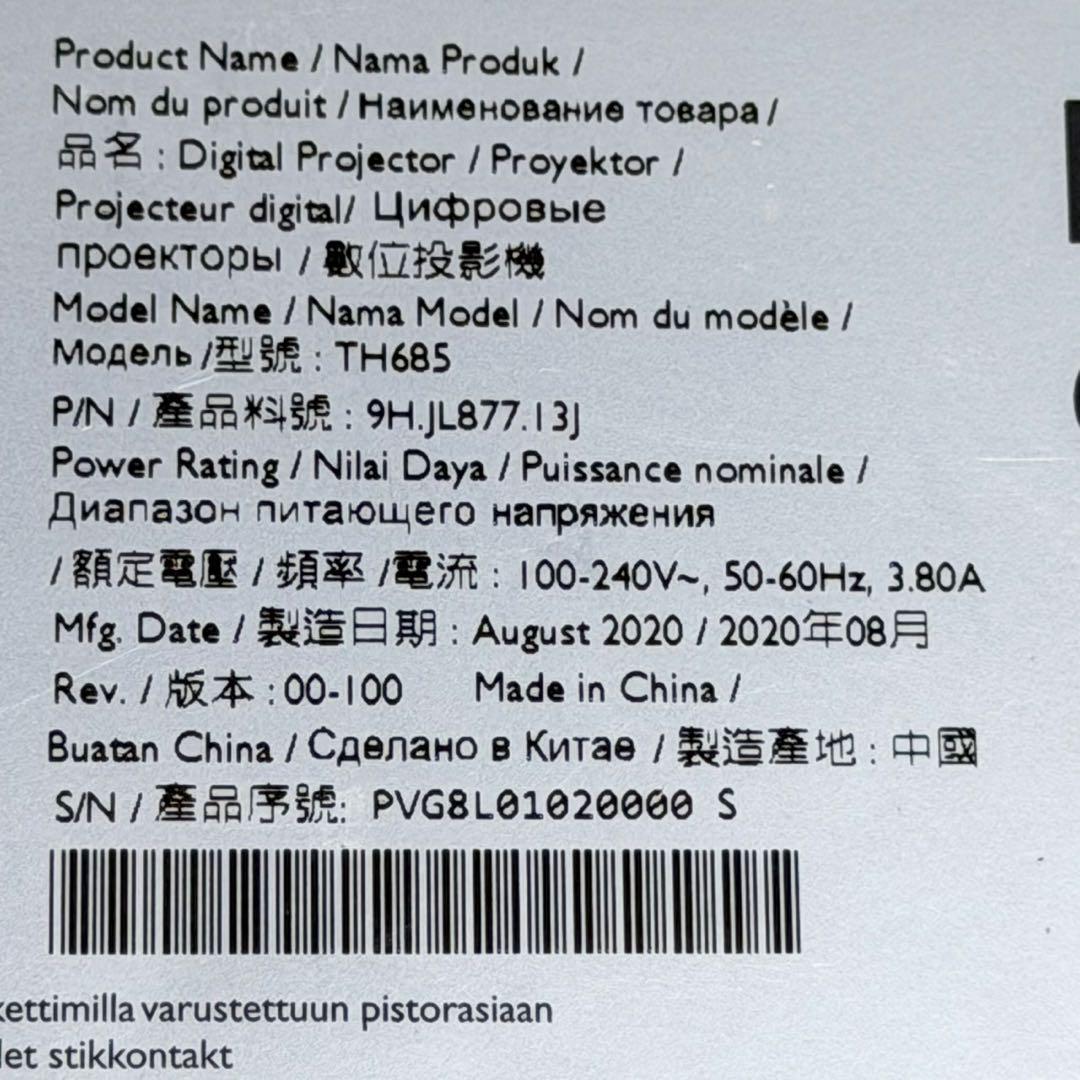 Product Name / Nama Produk /
Nom du produit / Наименование товара /
品名 : Digital Projector / Proyektor /
Projecteur digital/ Цифровые
проекторы / 數位投影機
Model Name / Nama Model / Nom du modèle /
Модель /型號 : TH685
P/N / 產品料號 : 9H.JL877.13J
Power Rating / Nilai Daya / Puissance nominale /
Диапазон питающего напряжения
/ 額定電壓 / 頻率 /電流 : 100-240V~, 50-60Hz, 3.80A
Mfg. Date / 製造日期 : August 2020 / 2020年08月
Rev. / 版本 : 00-100 Made in China /
Buatan China / Сделано в Китае / 製造產地 : 中國
S/N / 產品序號: PVG8L01020000 S
kettimilla varustettuun pistorasiaan
let stikkontakt